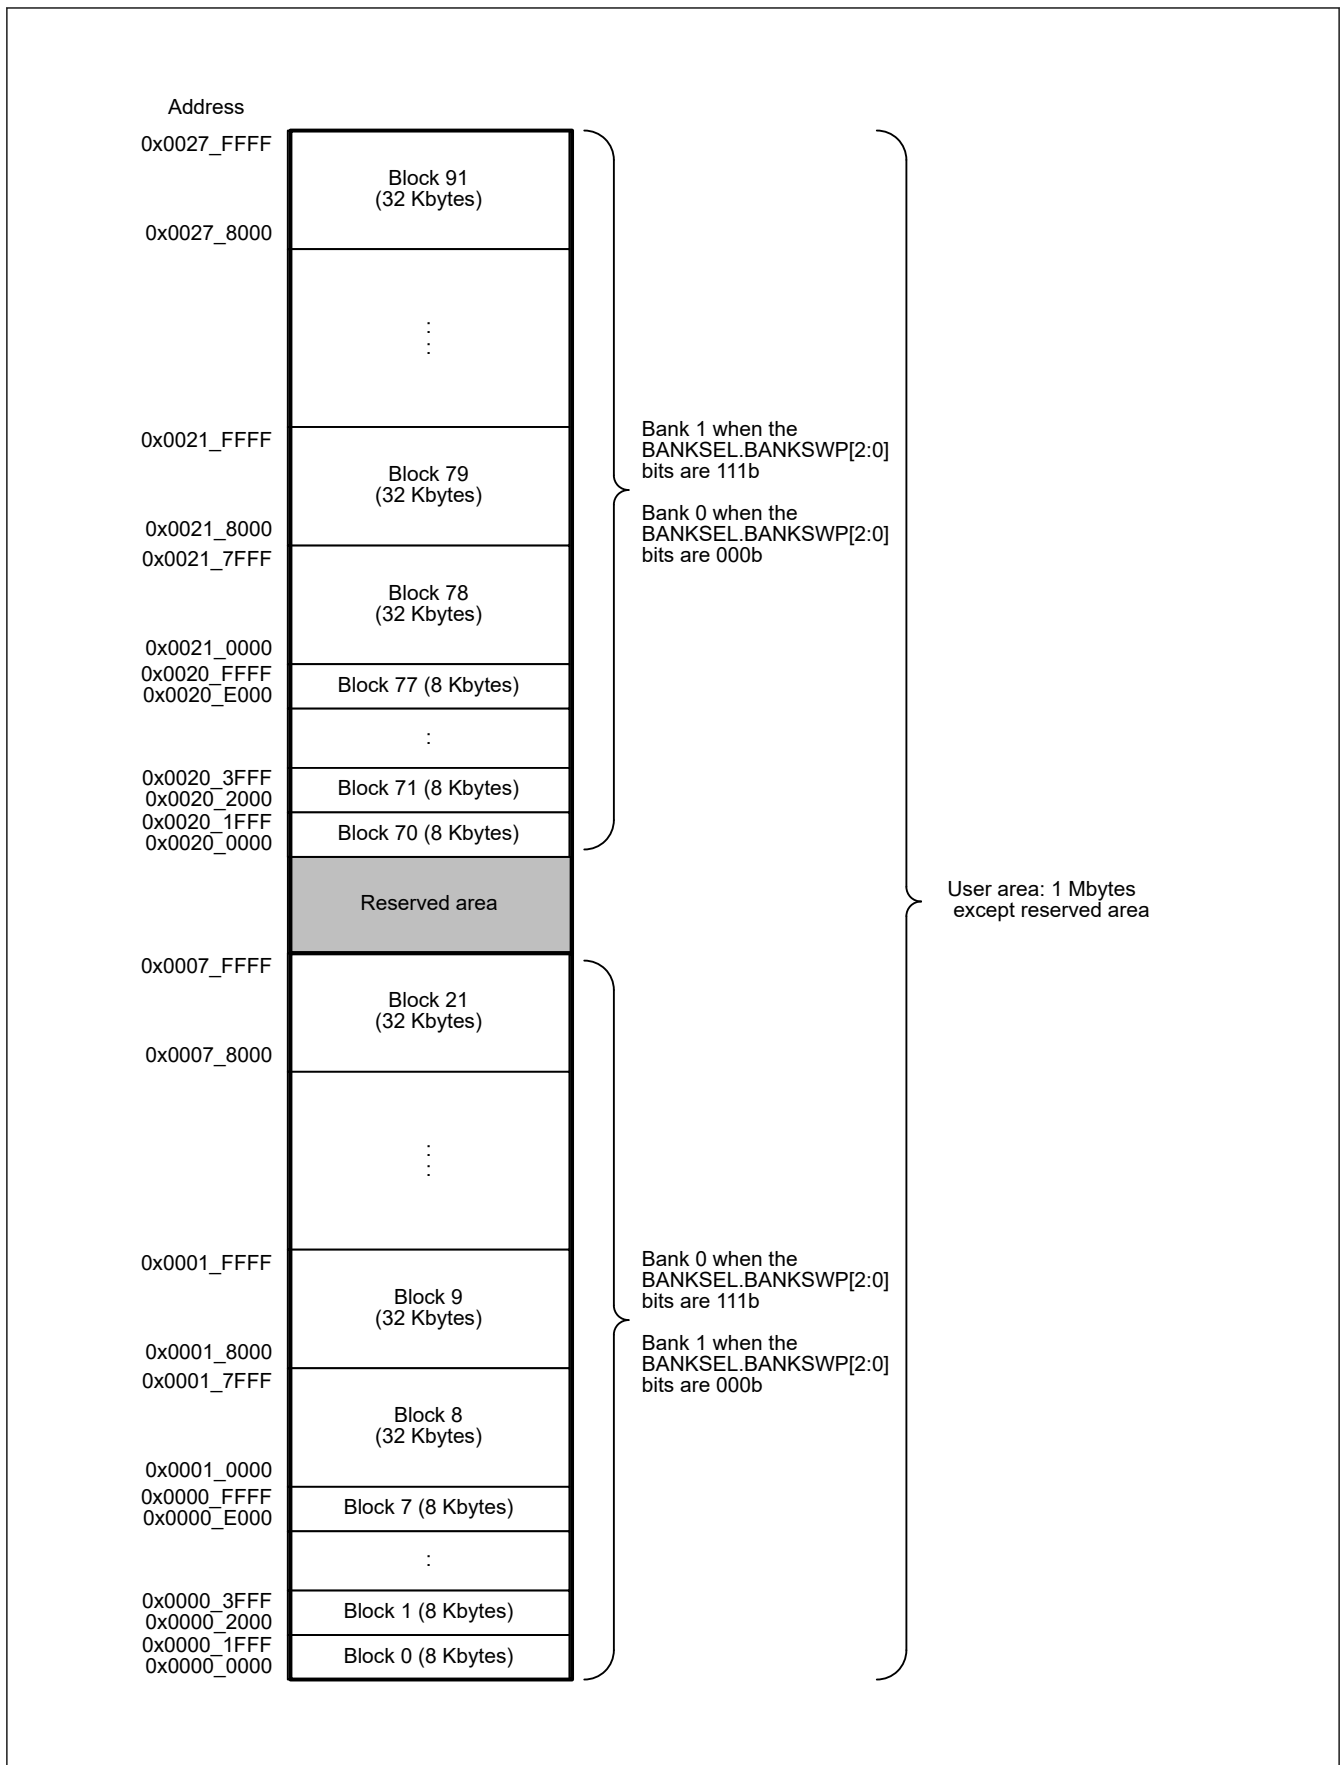 Address
0x0027_FFFF
Block 91
(32 Kbytes)
0x0027_8000
:
:
0x0021_FFFF
Block 79
(32 Kbytes)
0x0021_8000
0x0021_7FFF
Block 78
(32 Kbytes)
0x0021_0000
0x0020_FFFF
0x0020_E000
Block 77 (8 Kbytes)
:
0x0020_3FFF
0x0020_2000
Block 71 (8 Kbytes)
0x0020_1FFF
0x0020_0000
Block 70 (8 Kbytes)
Bank 1 when the
BANKSEL.BANKSWP[2:0]
bits are 111b
Bank 0 when the
BANKSEL.BANKSWP[2:0]
bits are 000b
Reserved area
User area: 1 Mbytes
except reserved area
0x0007_FFFF
Block 21
(32 Kbytes)
0x0007_8000
:
:
0x0001_FFFF
Block 9
(32 Kbytes)
0x0001_8000
0x0001_7FFF
Block 8
(32 Kbytes)
0x0001_0000
0x0000_FFFF
0x0000_E000
Block 7 (8 Kbytes)
:
0x0000_3FFF
0x0000_2000
Block 1 (8 Kbytes)
0x0000_1FFF
0x0000_0000
Block 0 (8 Kbytes)
Bank 0 when the
BANKSEL.BANKSWP[2:0]
bits are 111b
Bank 1 when the
BANKSEL.BANKSWP[2:0]
bits are 000b